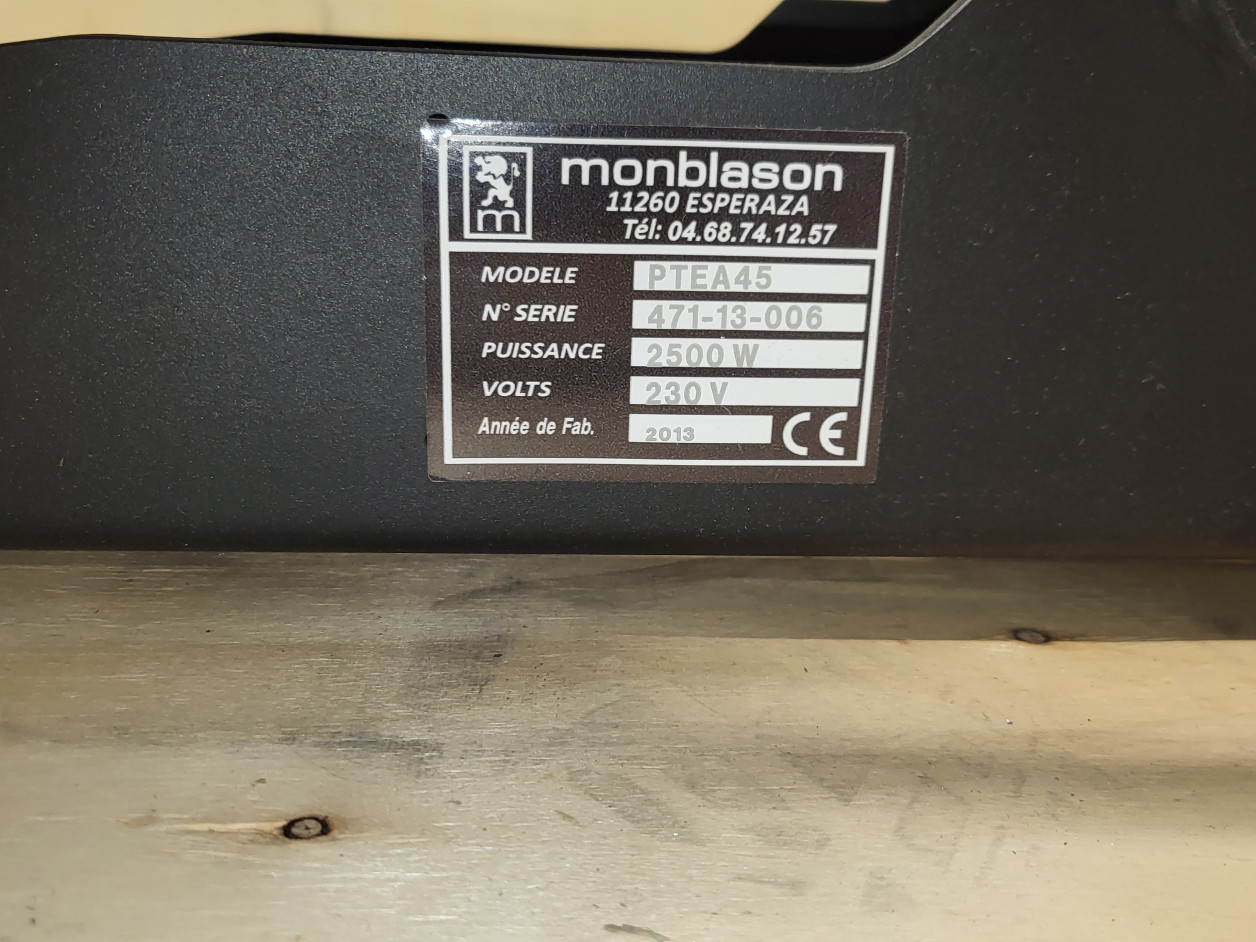 m
monblason
11260 ESPERAZA
Tél: 04.68.74.12.57
MODELE PTEA45
N° SERIE 471-13-006
PUISSANCE 2500 W
VOLTS 230 V
Année de Fab. 2013 CE